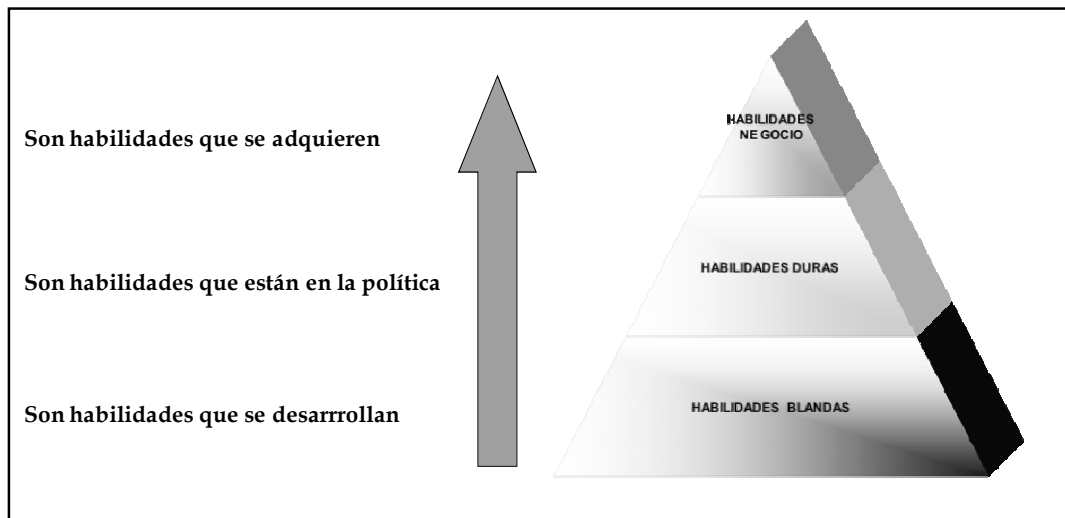 HABILIDADES
NEGOCIO
Son habilidades que se adquieren
HABILIDADES DURAS
Son habilidades que están en la política
HABILIDADES BLANDAS
Son habilidades que se desarrrollan